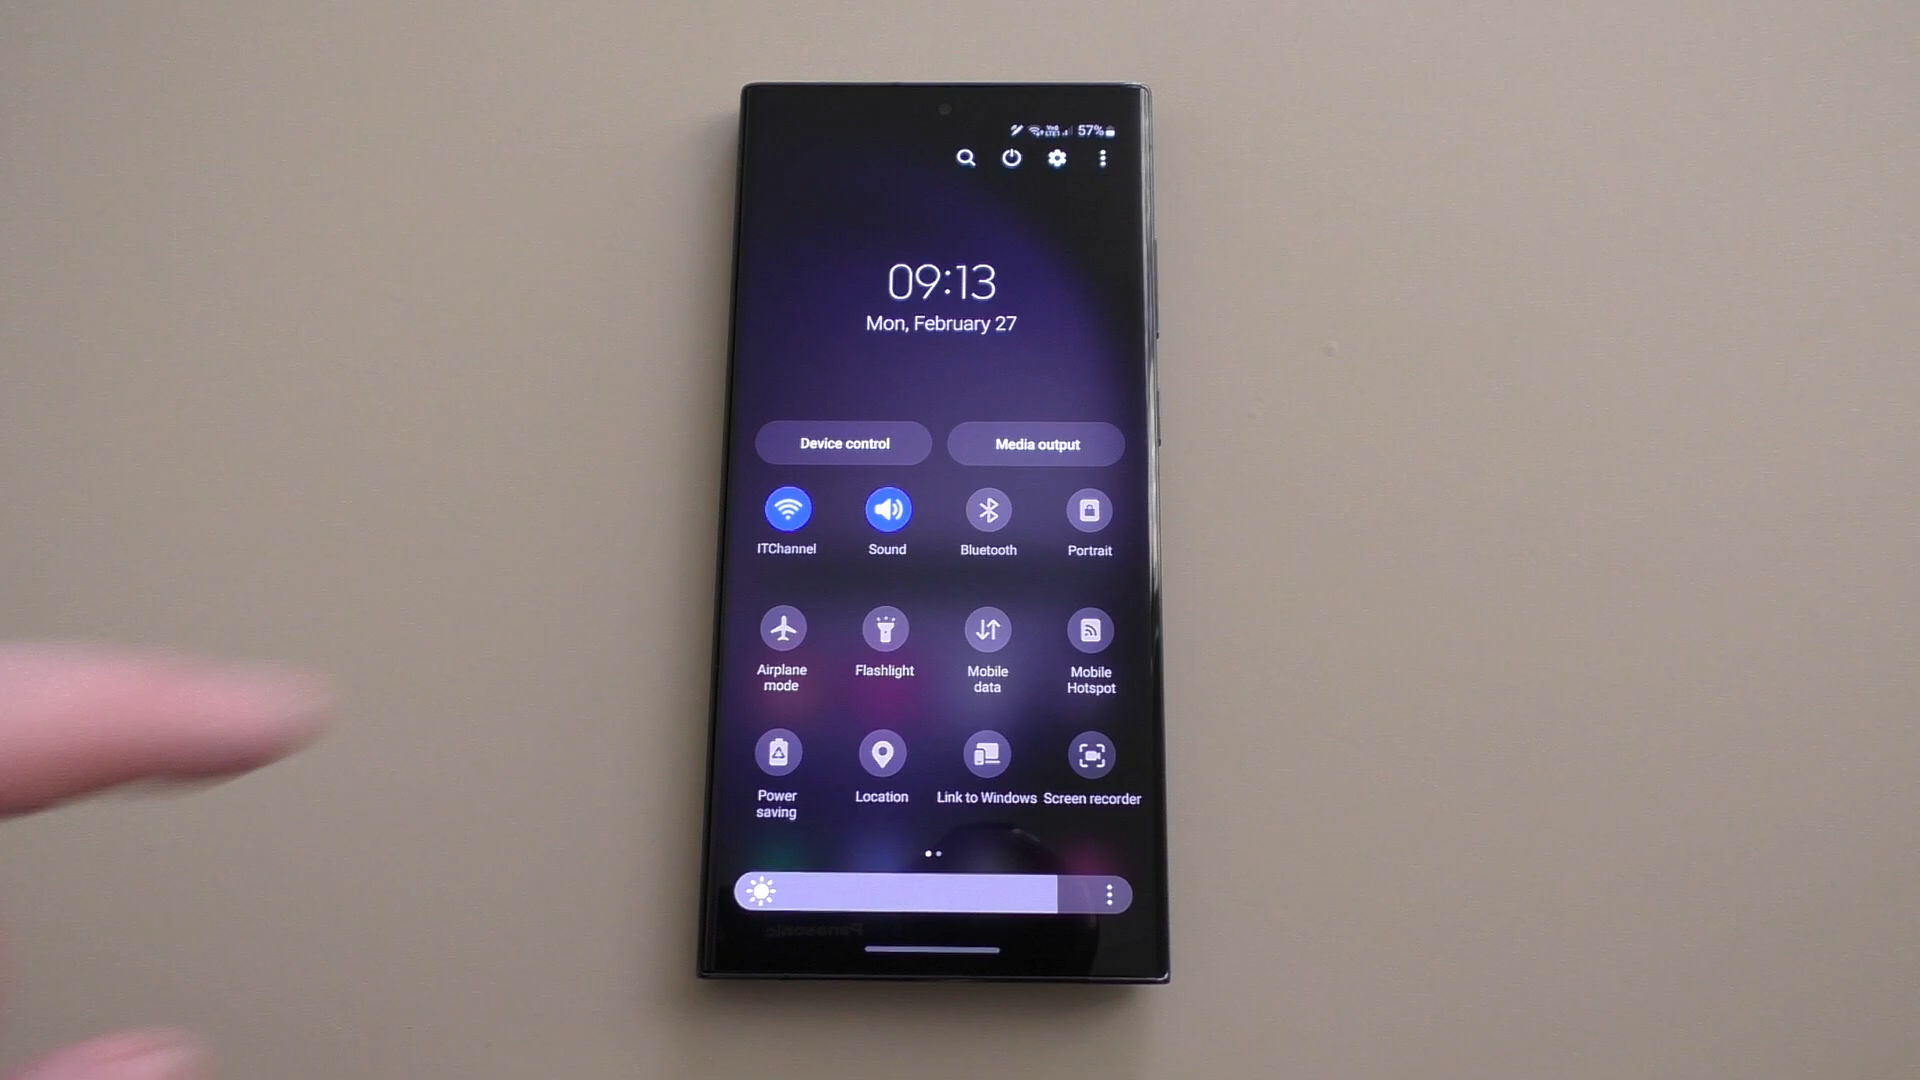 57%
09:13
Mon, February 27
Device control
Media output
ITChannel
Sound
Bluetooth
Portrait
Airplane
mode
Flashlight
Mobile
data
Mobile
Hotspot
Power
saving
Location
Link to Windows
Screen recorder
Panasonic